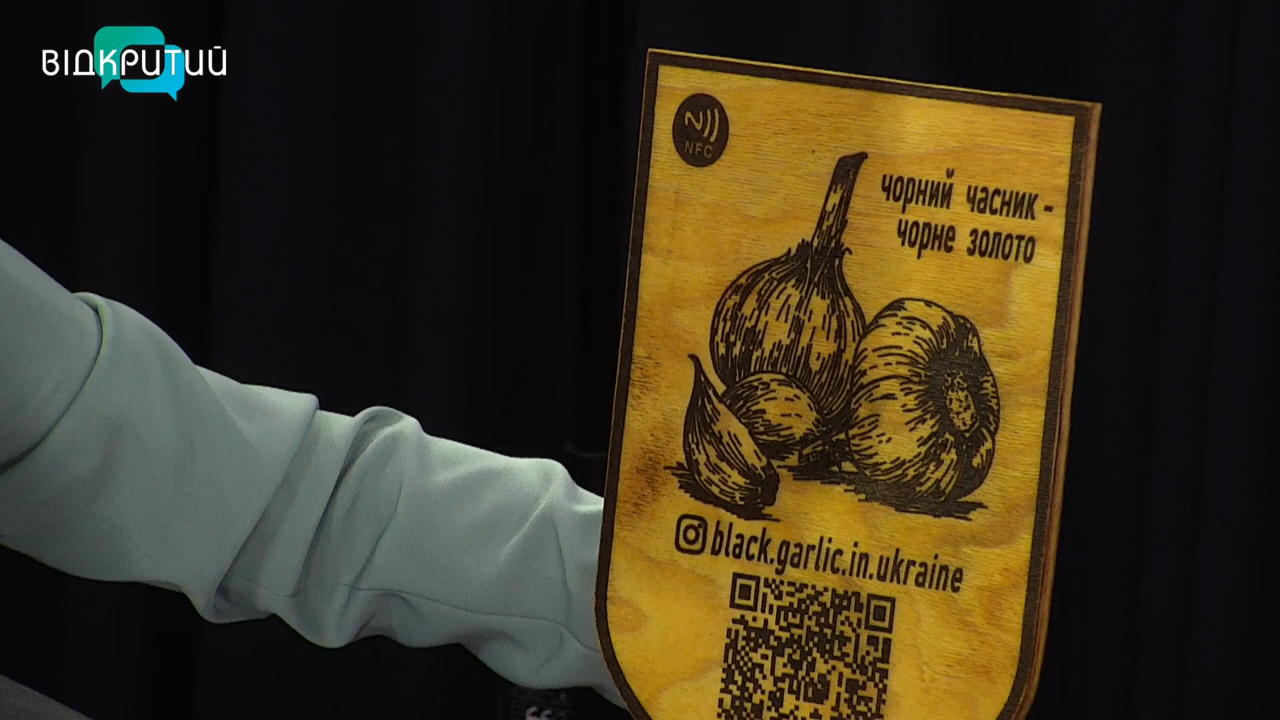 ВІДКРИТИЙ
NFC
чорний часник -
чорне золото
black.garlic.in.ukraine